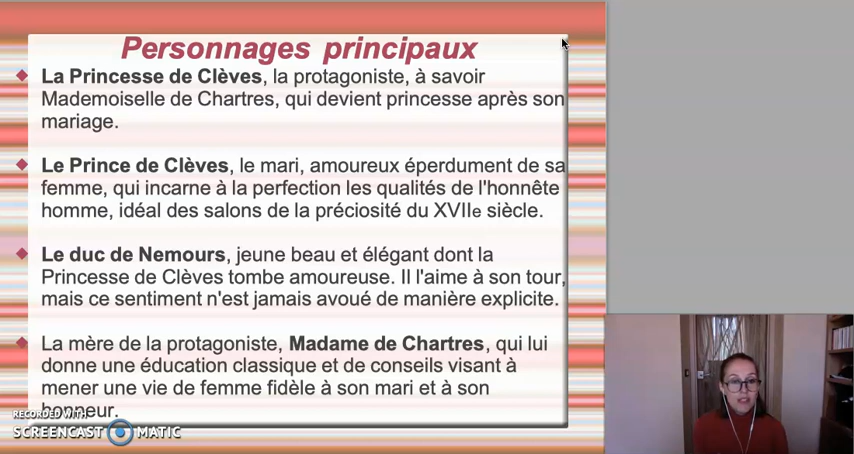 Personnages principaux
La Princesse de Clèves, la protagoniste, à savoir
Mademoiselle de Chartres, qui devient princesse après son
mariage.
Le Prince de Clèves, le mari, amoureux éperdument de sa
femme, qui incarne à la perfection les qualités de l'honnête
homme, idéal des salons de la préciosité du XVIIe siècle.
Le duc de Nemours, jeune beau et élégant dont la
Princesse de Clèves tombe amoureuse. Il l'aime à son tour,
mais ce sentiment n'est jamais avoué de manière explicite.
La mère de la protagoniste, Madame de Chartres, qui lui
donne une éducation classique et de conseils visant à
mener une vie de femme fidèle à son mari et à son
honneur.
RECORDED WITH
SCREENCAST MATIC